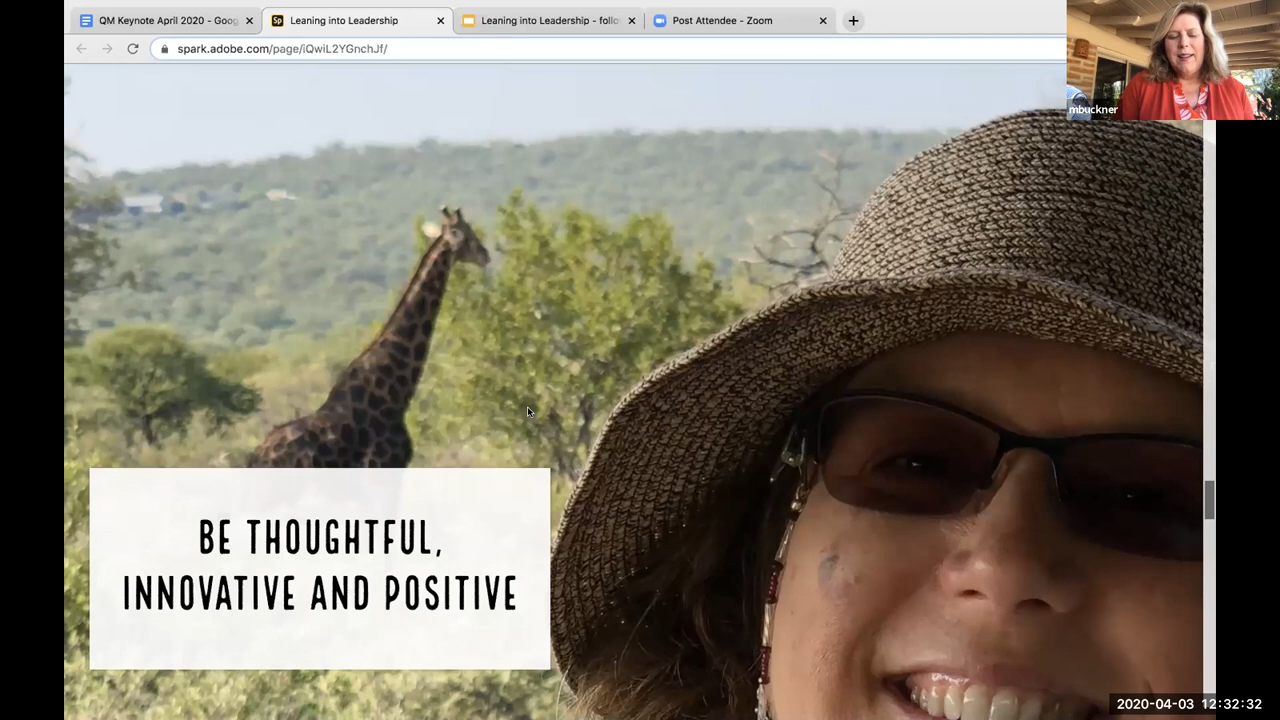 QM Keynote April 2020 - Goog
Sp
Leaning into Leadership
Leaning into Leadership - follo
Post Attendee - Zoom
spark.adobe.com/page/iQwiL2YGnchJf/
mbuckner
BE THOUGHTFUL,
INNOVATIVE AND POSITIVE
2020-04-03 12:32:32